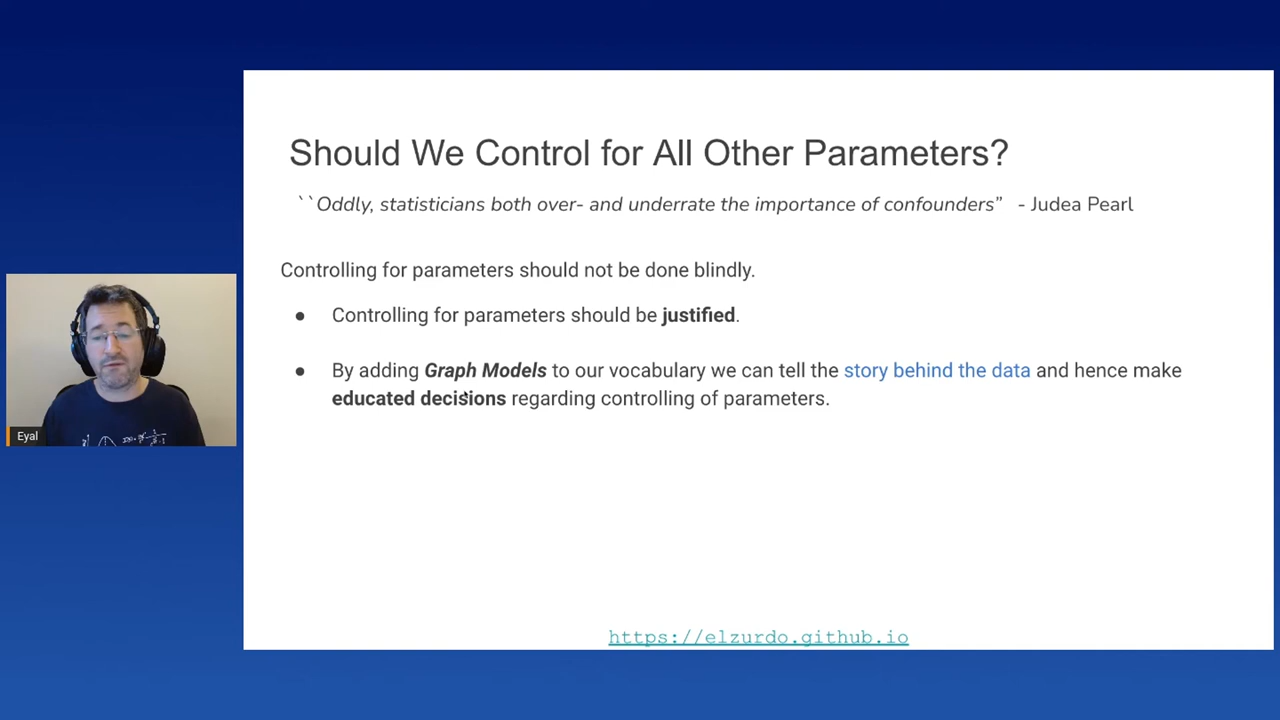 Should We Control for All Other Parameters?
``Oddly, statisticians both over- and underrate the importance of confounders” - Judea Pearl
Controlling for parameters should not be done blindly.
● Controlling for parameters should be justified.
● By adding Graph Models to our vocabulary we can tell the story behind the data and hence make
educated decisions regarding controlling of parameters.
Eyal
https://elzurdo.github.io